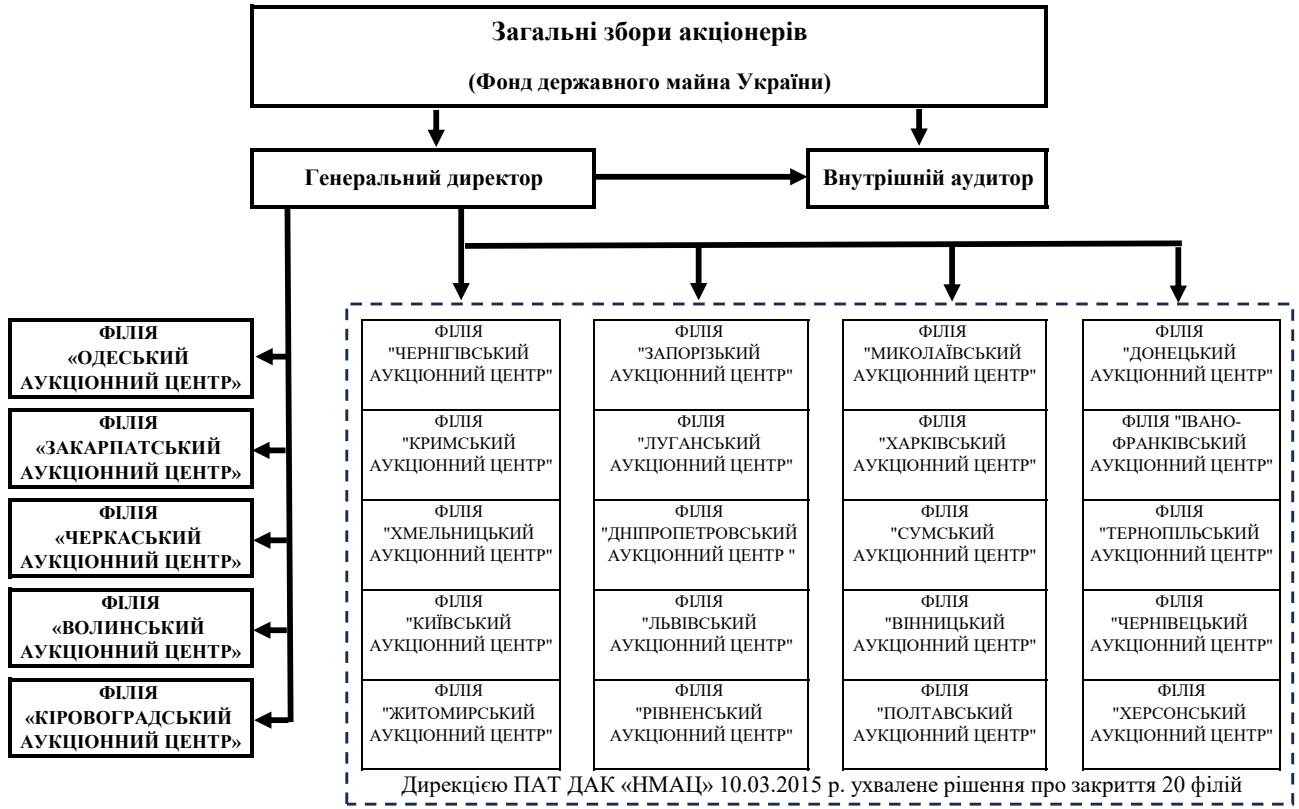 Загальні збори акціонерів
(Фонд державного майна України)
Генеральний директор
Внутрішній аудитор
ФІЛІЯ
«ОДЕСЬКИЙ
АУКЦІОННИЙ ЦЕНТР»
ФІЛІЯ
«ЗАКАРПАТСЬКИЙ
АУКЦІОННИЙ ЦЕНТР»
ФІЛІЯ
«ЧЕРКАСЬКИЙ
АУКЦІОННИЙ ЦЕНТР»
ФІЛІЯ
«ВОЛИНСЬКИЙ
АУКЦІОННИЙ ЦЕНТР»
ФІЛІЯ
«КІРОВОГРАДСЬКИЙ
АУКЦІОННИЙ ЦЕНТР»
ФІЛІЯ
"ЧЕРНІГІВСЬКИЙ
АУКЦІОННИЙ ЦЕНТР"
ФІЛІЯ
"КРИМСЬКИЙ
АУКЦІОННИЙ ЦЕНТР"
ФІЛІЯ
"ХМЕЛЬНИЦЬКИЙ
АУКЦІОННИЙ ЦЕНТР"
ФІЛІЯ
"КИЇВСЬКИЙ
АУКЦІОННИЙ ЦЕНТР"
ФІЛІЯ
"ЖИТОМИРСЬКИЙ
АУКЦІОННИЙ ЦЕНТР"
ФІЛІЯ
"ЗАПОРІЗЬКИЙ
АУКЦІОННИЙ ЦЕНТР"
ФІЛІЯ
"ЛУГАНСЬКИЙ
АУКЦІОННИЙ ЦЕНТР"
ФІЛІЯ
"ДНІПРОПЕТРОВСЬКИЙ
АУКЦІОННИЙ ЦЕНТР "
ФІЛІЯ
"ЛЬВІВСЬКИЙ
АУКЦІОННИЙ ЦЕНТР"
ФІЛІЯ
"РІВНЕНСЬКИЙ
АУКЦІОННИЙ ЦЕНТР"
ФІЛІЯ
"МИКОЛАЇВСЬКИЙ
АУКЦІОННИЙ ЦЕНТР"
ФІЛІЯ
"ХАРКІВСЬКИЙ
АУКЦІОННИЙ ЦЕНТР"
ФІЛІЯ
"СУМСЬКИЙ
АУКЦІОННИЙ ЦЕНТР"
ФІЛІЯ
"ВІННИЦЬКИЙ
АУКЦІОННИЙ ЦЕНТР"
ФІЛІЯ
"ПОЛТАВСЬКИЙ
АУКЦІОННИЙ ЦЕНТР"
ФІЛІЯ
"ДОНЕЦЬКИЙ
АУКЦІОННИЙ ЦЕНТР"
ФІЛІЯ "ІВАНО-
ФРАНКІВСЬКИЙ
АУКЦІОННИЙ ЦЕНТР"
ФІЛІЯ
"ТЕРНОПІЛЬСЬКИЙ
АУКЦІОННИЙ ЦЕНТР"
ФІЛІЯ
"ЧЕРНІВЕЦЬКИЙ
АУКЦІОННИЙ ЦЕНТР"
ФІЛІЯ
"ХЕРСОНСЬКИЙ
АУКЦІОННИЙ ЦЕНТР"
Дирекцією ПАТ ДАК «НМАЦ» 10.03.2015 р. ухвалене рішення про закриття 20 філій